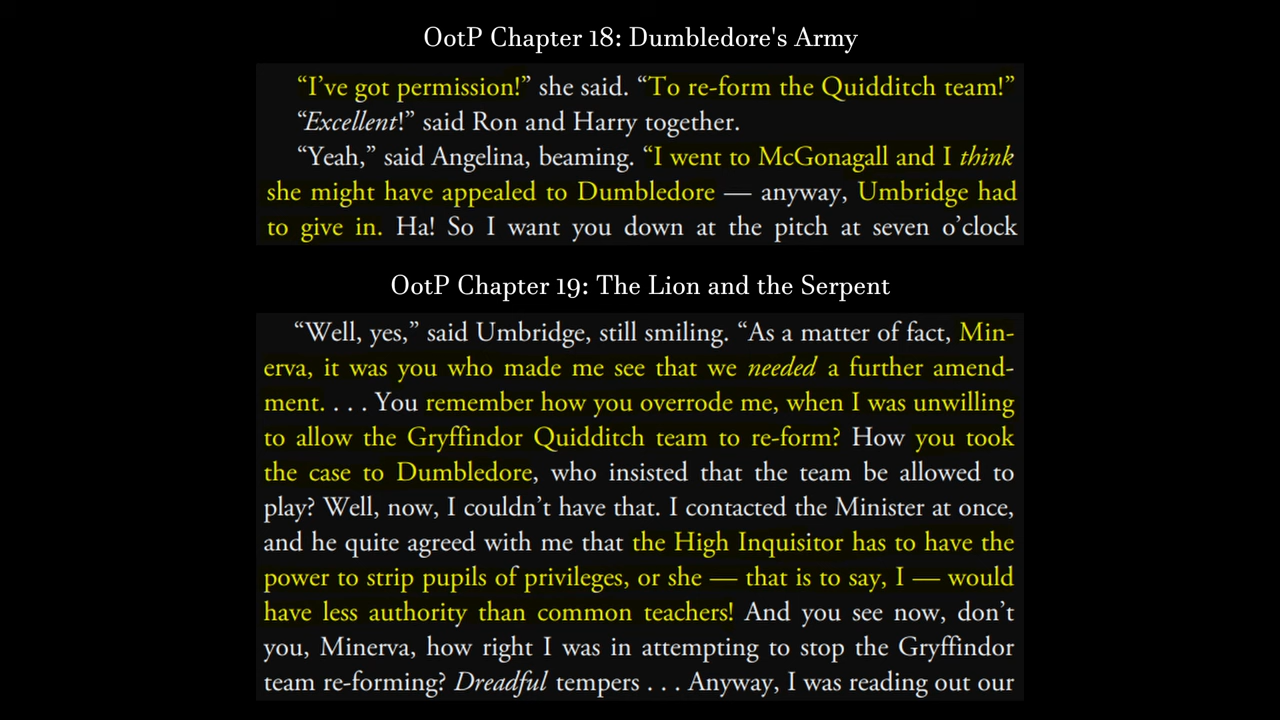 OotP Chapter 18: Dumbledore's Army
“I’ve got permission!” she said. “To re-form the Quidditch team!”
“Excellent!” said Ron and Harry together.
“Yeah,” said Angelina, beaming. “I went to McGonagall and I think
she might have appealed to Dumbledore — anyway, Umbridge had
to give in. Ha! So I want you down at the pitch at seven o’clock
OotP Chapter 19: The Lion and the Serpent
“Well, yes,” said Umbridge, still smiling. “As a matter of fact, Min-
erva, it was you who made me see that we needed a further amend-
ment. . . . You remember how you overrode me, when I was unwilling
to allow the Gryffindor Quidditch team to re-form? How you took
the case to Dumbledore, who insisted that the team be allowed to
play? Well, now, I couldn’t have that. I contacted the Minister at once,
and he quite agreed with me that the High Inquisitor has to have the
power to strip pupils of privileges, or she — that is to say, I — would
have less authority than common teachers! And you see now, don’t
you, Minerva, how right I was in attempting to stop the Gryffindor
team re-forming? Dreadful tempers . . . Anyway, I was reading out our